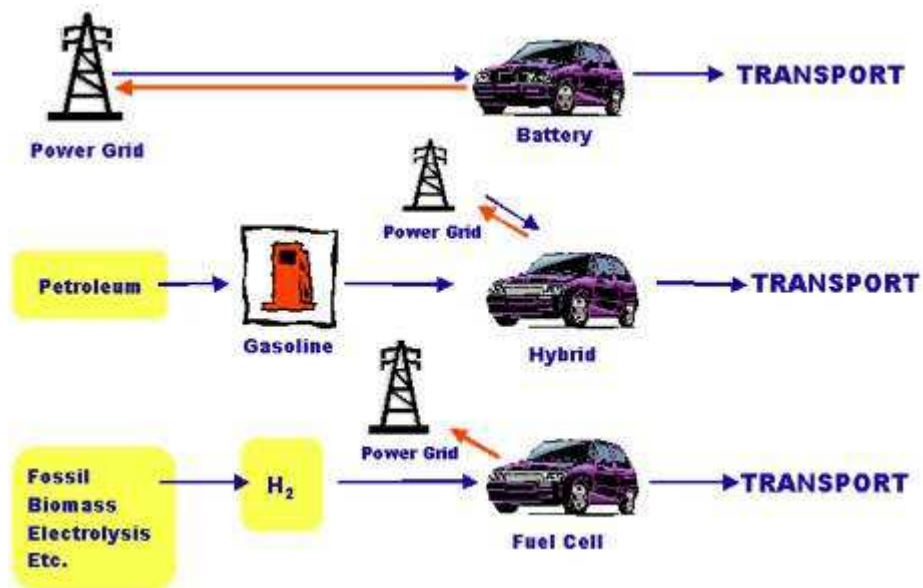 TRANSPORT
Battery
Power Grid
Power Grid
Petroleum
TRANSPORT
Gasoline
Hybrid
Power Grid
Fossil
Biomass
Electrolysis
Etc.
H₂
TRANSPORT
Fuel Cell